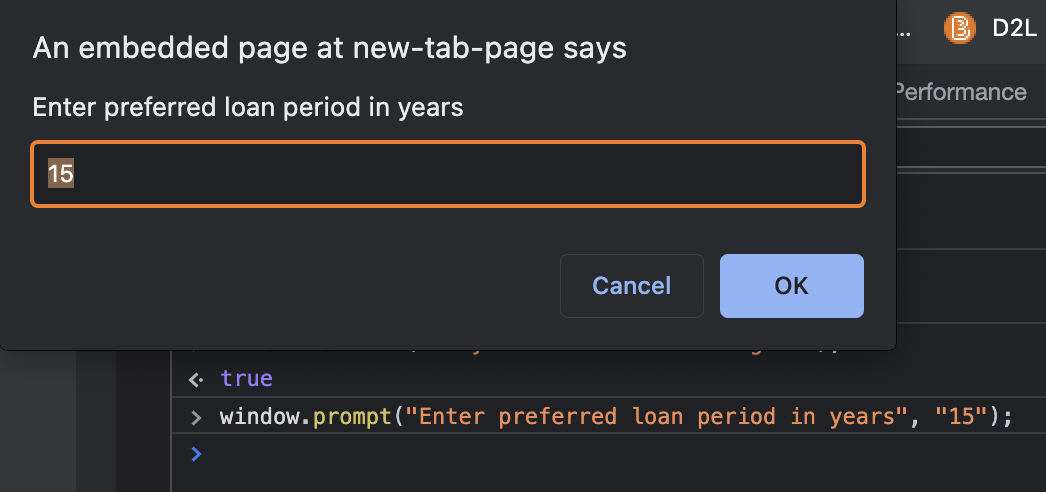 An embedded page at new-tab-page says
... D2L
Enter preferred loan period in years
Performance
15
Cancel
OK
true
window.prompt("Enter preferred loan period in years", "15");